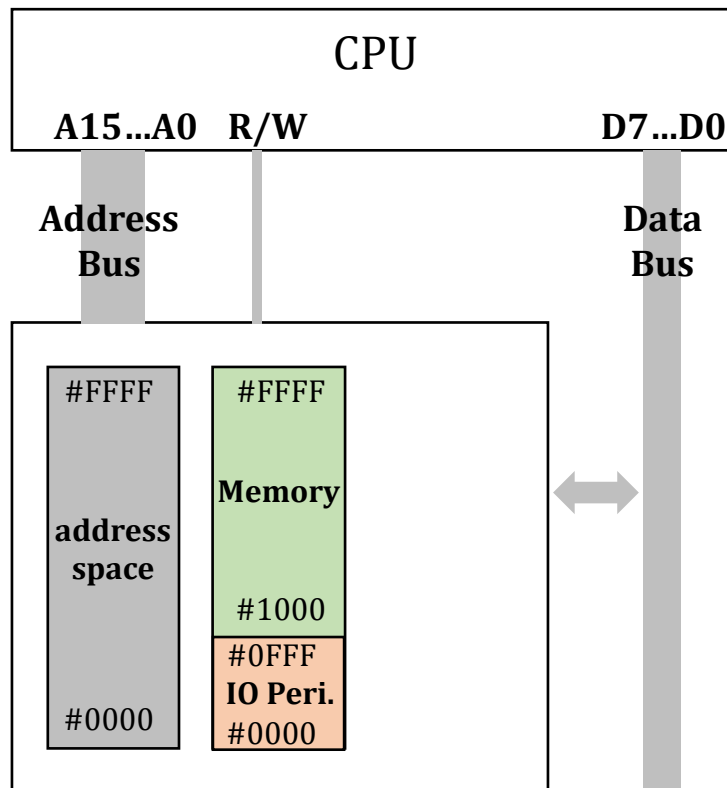 CPU
A15...A0 R/W D7...D0
Address
Bus
Data
Bus
#FFFF
address
space
#0000
#FFFF
Memory
#1000
#0FFF
IO Peri.
#0000